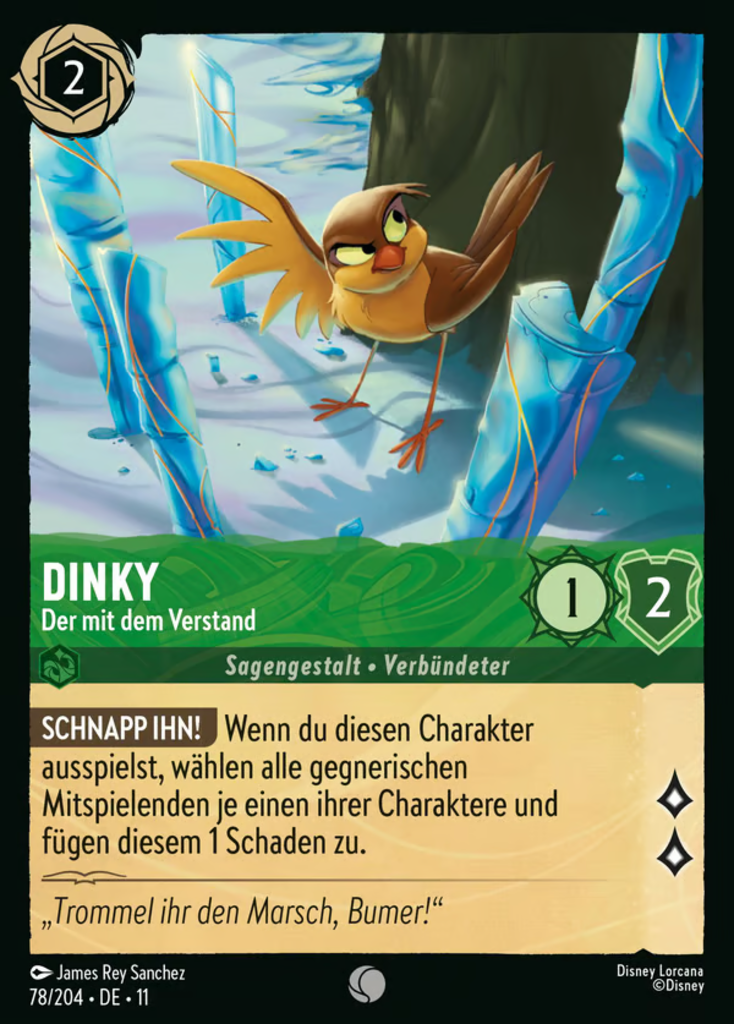 2
DINKY
Der mit dem Verstand
1
2
Sagengestalt • Verbündeter
SCHNAPP IHN! Wenn du diesen Charakter
ausspielst, wählen alle gegnerischen
Mitspielenden je einen ihrer Charaktere und
fügen diesem 1 Schaden zu.
„Trommel ihr den Marsch, Bumer!“
James Rey Sanchez
78/204 • DE • 11
Disney Lorcana
©Disney